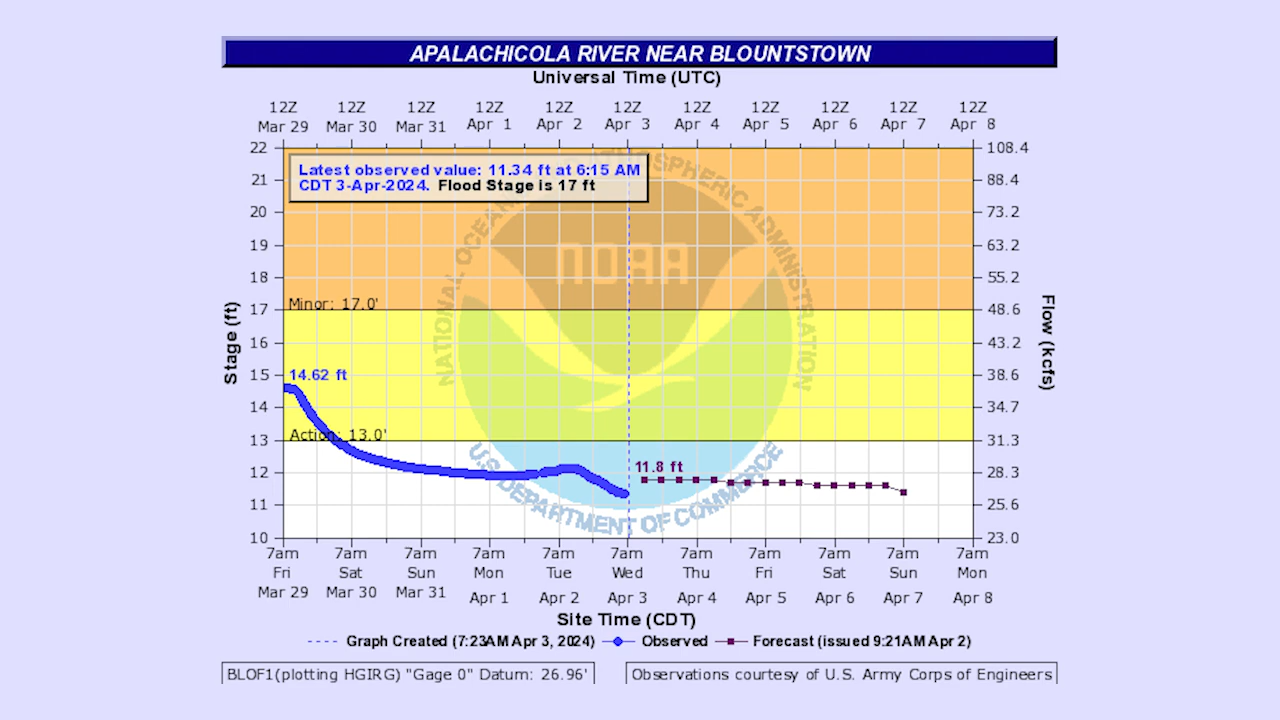 APALACHICOLA RIVER NEAR BLOUNTSTOWN
Universal Time (UTC)
12Z 12Z 12Z 12Z 12Z 12Z 12Z 12Z 12Z 12Z 12Z
Mar 29 Mar 30 Mar 31 Apr 1 Apr 2 Apr 3 Apr 4 Apr 5 Apr 6 Apr 7 Apr 8
22 108.4
Latest observed value: 11.34 ft at 6:15 AM
CDT 3-Apr-2024. Flood Stage is 17 ft
21 88.4
20 73.2
19 63.2
18 55.2
Minor: 17.0'
17 48.6
16 43.2
15 38.6
14.62 ft
14 34.7
Action: 13.0'
13 31.3
12 28.3
11.8 ft
11 25.6
10 23.0
Stage (ft)
Flow (kcfs)
NATIONAL OCEANIC AND ATMOSPHERIC ADMINISTRATION
NOAA
U.S. DEPARTMENT OF COMMERCE
7am 7am 7am 7am 7am 7am 7am 7am 7am 7am 7am
Fri Sat Sun Mon Tue Wed Thu Fri Sat Sun Mon
Mar 29 Mar 30 Mar 31 Apr 1 Apr 2 Apr 3 Apr 4 Apr 5 Apr 6 Apr 7 Apr 8
Site Time (CDT)
Graph Created (7:23AM Apr 3, 2024) Observed Forecast (issued 9:21AM Apr 2)
BLOF1(plotting HGIRG) "Gage 0" Datum: 26.96'
Observations courtesy of U.S. Army Corps of Engineers